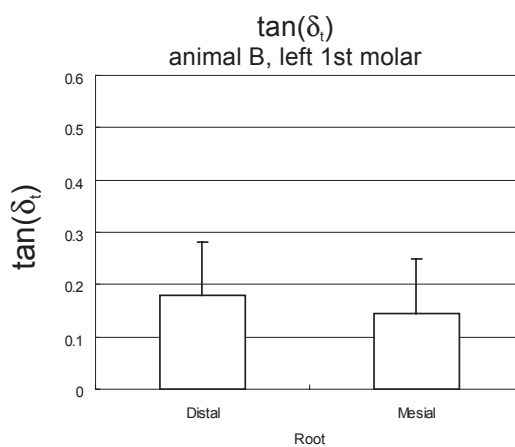 tan(δₜ)
animal B, left 1st molar
0.6
0.5
0.4
0.3
0.2
0.1
0
tan(δₜ)
Distal
Mesial
Root